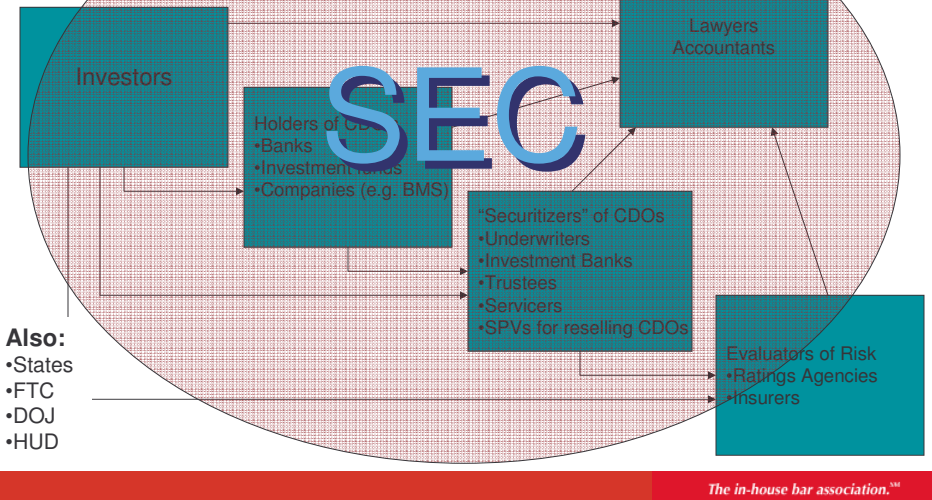 Lawyers
Accountants
Investors
SEC
Holders of CDOs
•Banks
•Investment funds
•Companies (e.g. BMS)
“Securitizers” of CDOs
•Underwriters
•Investment Banks
•Trustees
•Servicers
•SPVs for reselling CDOs
Also:
•States
•FTC
•DOJ
•HUD
Evaluators of Risk
•Ratings Agencies
•Insurers
The in-house bar association.℠